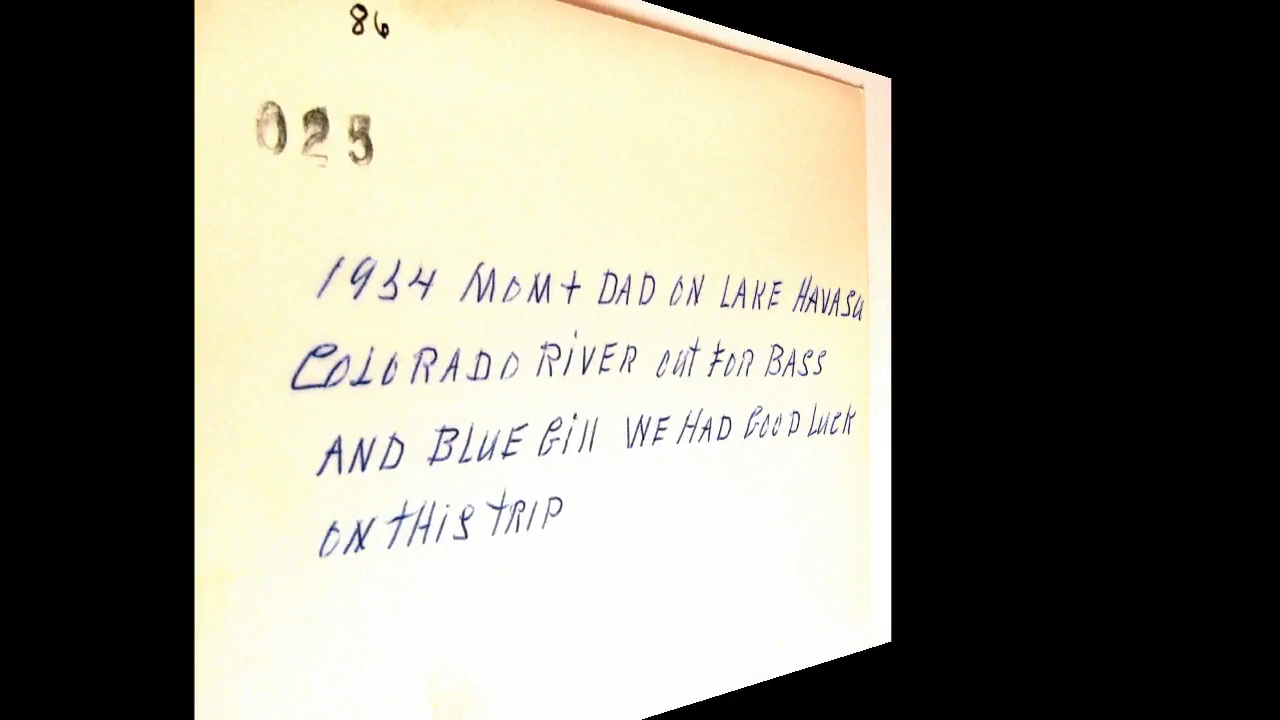 86
025
1954 MOM + DAD ON LAKE HAVASU
COLORADO RiVER out FOR BASS
AND BLUE Gill WE HAD GOOD LucK
ON tHiS tRIP